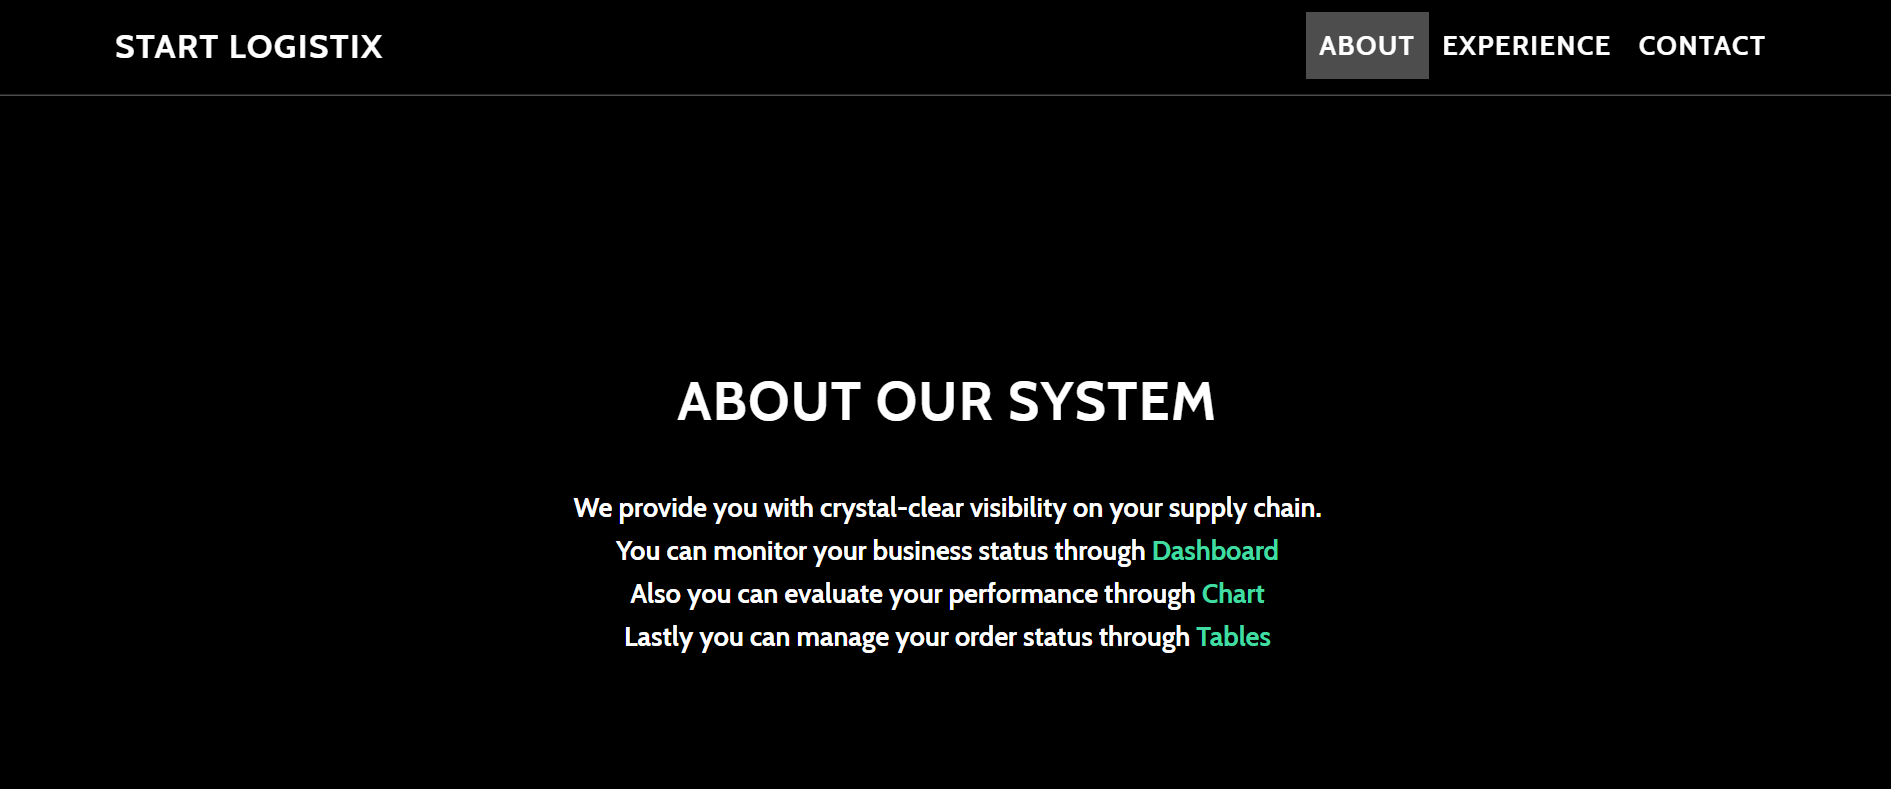 START LOGISTIX
ABOUT EXPERIENCE CONTACT
ABOUT OUR SYSTEM
We provide you with crystal-clear visibility on your supply chain.
You can monitor your business status through Dashboard
Also you can evaluate your performance through Chart
Lastly you can manage your order status through Tables